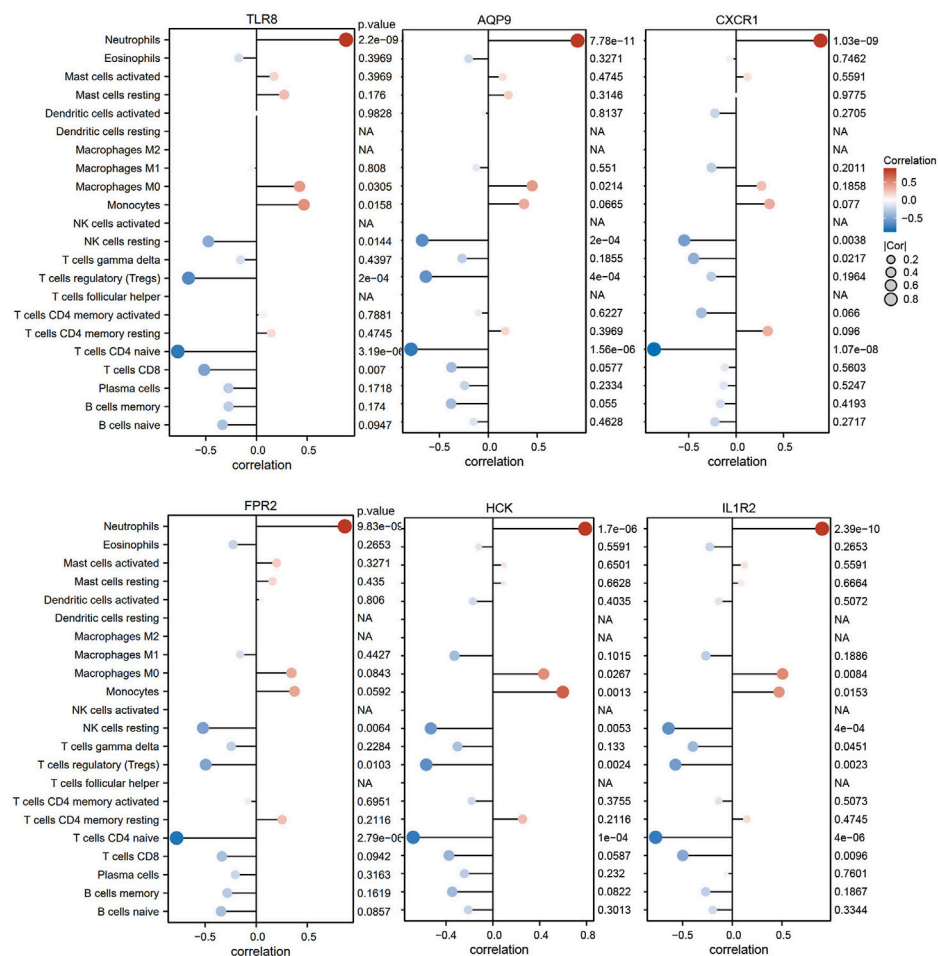 TLR8 AQP9 CXCR1
p.value
Neutrophils 2.2e-09 7.78e-11 1.03e-09
Eosinophils 0.3969 0.3271 0.7462
Mast cells activated 0.3969 0.4745 0.5591
Mast cells resting 0.176 0.3146 0.9775
Dendritic cells activated 0.9828 0.8137 0.2705
Dendritic cells resting NA NA NA
Macrophages M2 NA NA NA
Macrophages M1 0.808 0.551 0.2011
Macrophages M0 0.0305 0.0214 0.1858
Monocytes 0.0158 0.0665 0.077
NK cells activated NA NA NA
NK cells resting 0.0144 2e-04 0.0038
T cells gamma delta 0.4397 0.1855 0.0217
T cells regulatory (Tregs) 2e-04 4e-04 0.1964
T cells follicular helper NA NA NA
T cells CD4 memory activated 0.7881 0.6227 0.066
T cells CD4 memory resting 0.4745 0.3969 0.096
T cells CD4 naive 3.19e-06 1.56e-06 1.07e-08
T cells CD8 0.007 0.0577 0.5603
Plasma cells 0.1718 0.2334 0.5247
B cells memory 0.174 0.055 0.4193
B cells naive 0.0947 0.4628 0.2717
−0.5 0.0 0.5 −0.5 0.0 0.5 −0.5 0.0 0.5
correlation correlation correlation
Correlation
0.5
0.0
−0.5
|Cor|
0.2
0.4
0.6
0.8
FPR2 HCK IL1R2
p.value
Neutrophils 9.83e-09 1.7e-06 2.39e-10
Eosinophils 0.2653 0.5591 0.2653
Mast cells activated 0.3271 0.6501 0.5591
Mast cells resting 0.435 0.6628 0.6664
Dendritic cells activated 0.806 0.4035 0.5072
Dendritic cells resting NA NA NA
Macrophages M2 NA NA NA
Macrophages M1 0.4427 0.1015 0.1886
Macrophages M0 0.0843 0.0267 0.0084
Monocytes 0.0592 0.0013 0.0153
NK cells activated NA NA NA
NK cells resting 0.0064 0.0053 4e-04
T cells gamma delta 0.2284 0.133 0.0451
T cells regulatory (Tregs) 0.0103 0.0024 0.0023
T cells follicular helper NA NA NA
T cells CD4 memory activated 0.6951 0.3755 0.5073
T cells CD4 memory resting 0.2116 0.2116 0.4745
T cells CD4 naive 2.79e-06 1e-04 4e-06
T cells CD8 0.0942 0.0587 0.0096
Plasma cells 0.3163 0.232 0.7601
B cells memory 0.1619 0.0822 0.1867
B cells naive 0.0857 0.3013 0.3344
−0.5 0.0 0.5 −0.4 0.0 0.4 0.8 −0.5 0.0 0.5
correlation correlation correlation